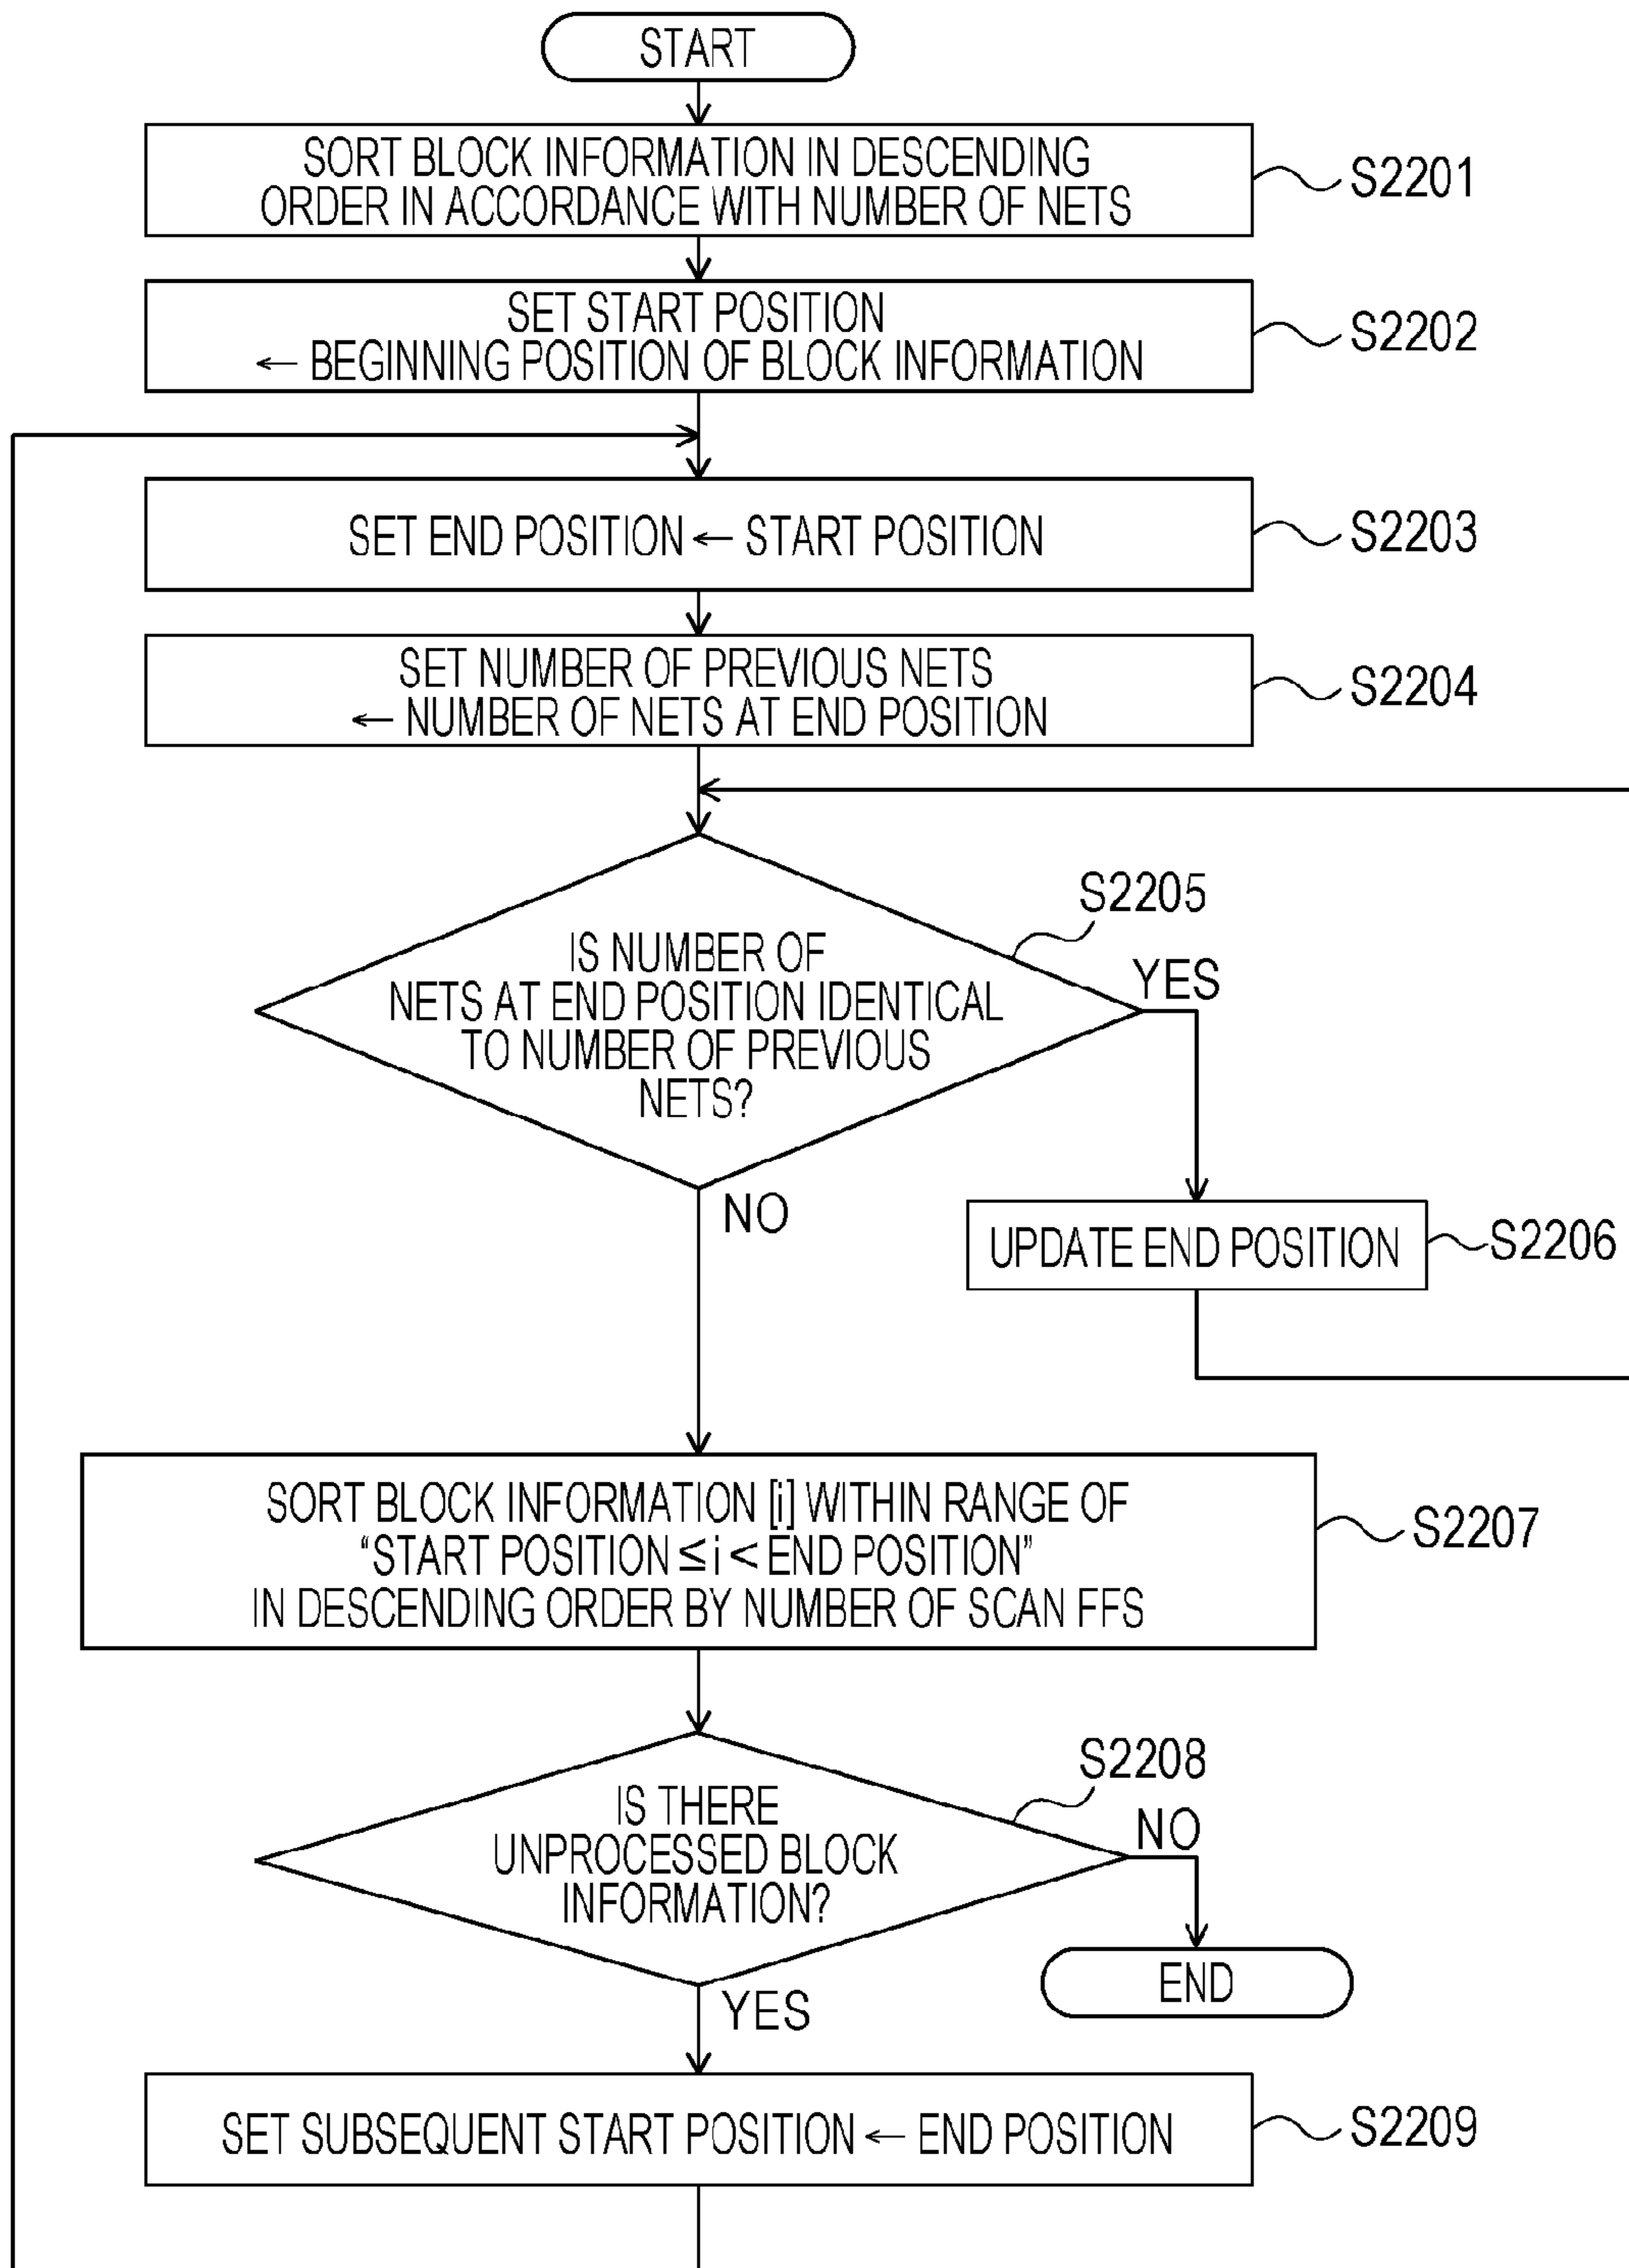 START
SORT BLOCK INFORMATION IN DESCENDING
ORDER IN ACCORDANCE WITH NUMBER OF NETS
S2201
SET START POSITION
← BEGINNING POSITION OF BLOCK INFORMATION
S2202
SET END POSITION ← START POSITION
S2203
SET NUMBER OF PREVIOUS NETS
← NUMBER OF NETS AT END POSITION
S2204
S2205
IS NUMBER OF
NETS AT END POSITION IDENTICAL
TO NUMBER OF PREVIOUS
NETS?
YES
NO
UPDATE END POSITION
S2206
SORT BLOCK INFORMATION [i] WITHIN RANGE OF
“START POSITION ≤ i < END POSITION”
IN DESCENDING ORDER BY NUMBER OF SCAN FFS
S2207
S2208
IS THERE
UNPROCESSED BLOCK
INFORMATION?
NO
END
YES
SET SUBSEQUENT START POSITION ← END POSITION
S2209